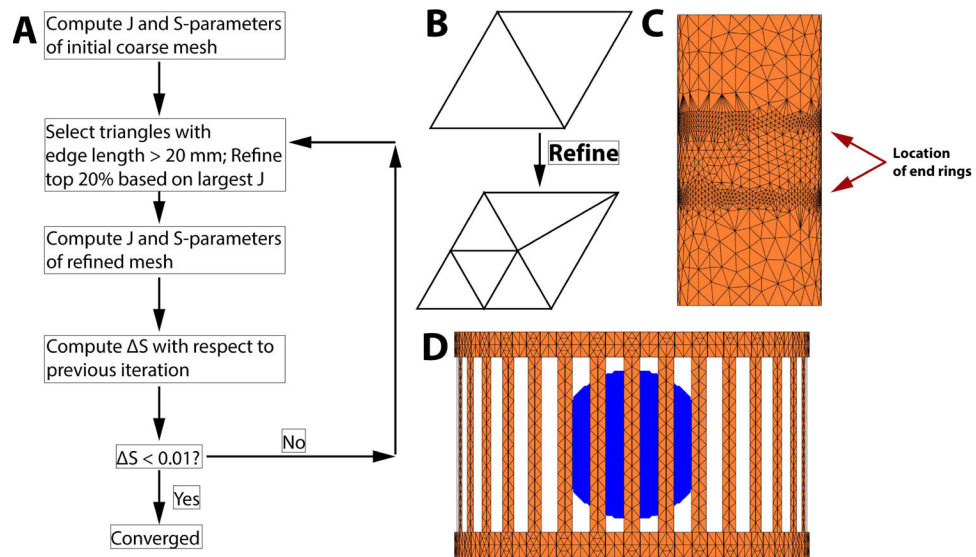 A
Compute J and S-parameters
of initial coarse mesh
Select triangles with
edge length > 20 mm; Refine
top 20% based on largest J
Compute J and S-parameters
of refined mesh
Compute ΔS with respect to
previous iteration
ΔS < 0.01?
No
Yes
Converged
B
Refine
C
Location
of end rings
D